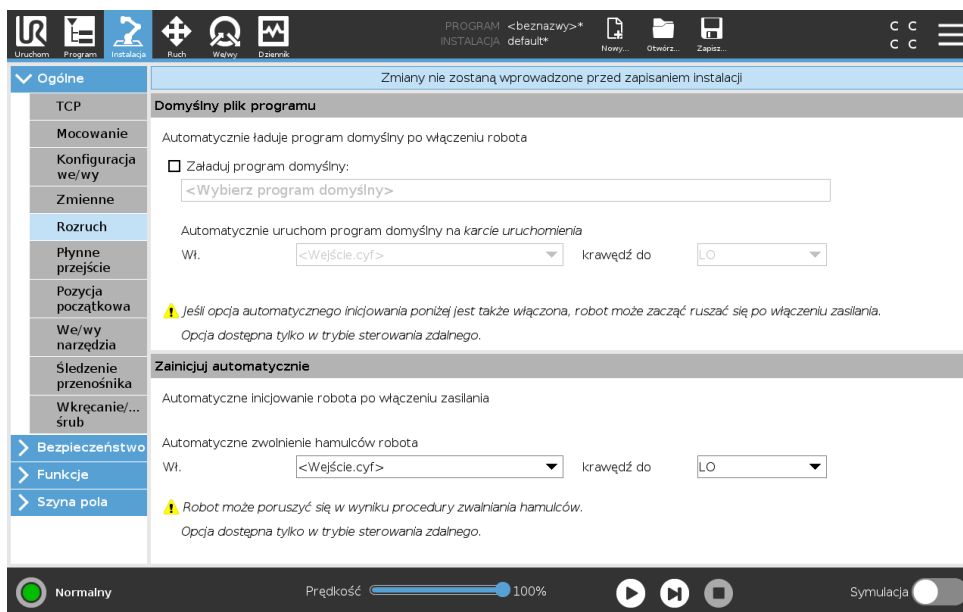 PROGRAM <beznazwy>*
INSTALACJA default*
C C
C C
Uruchom Program Instalacja Ruch We/wy Dziennik Nowy... Otwórz... Zapisz...
Ogólne
TCP
Mocowanie
Konfiguracja
we/wy
Zmienne
Rozruch
Płynne
przejście
Pozycja
początkowa
We/wy
narzędzia
Śledzenie
przenośnika
Wkręcanie/...
śrub
Bezpieczeństwo
Funkcje
Szyna pola
Zmiany nie zostaną wprowadzone przed zapisaniem instalacji
Domyślny plik programu
Automatycznie ładuje program domyślny po włączeniu robota
Załaduj program domyślny:
<Wybierz program domyślny>
Automatycznie uruchom program domyślny na karcie uruchomienia
Wł. <Wejście.cyf> krawędź do LO
Jeśli opcja automatycznego inicjowania poniżej jest także włączona, robot może zacząć ruszać się po włączeniu zasilania.
Opcja dostępna tylko w trybie sterowania zdalnego.
Zainicjuj automatycznie
Automatyczne inicjowanie robota po włączeniu zasilania
Automatyczne zwolnienie hamulców robota
Wł. <Wejście.cyf> krawędź do LO
Robot może poruszyć się w wyniku procedury zwalniania hamulców.
Opcja dostępna tylko w trybie sterowania zdalnego.
Normalny Prędkość 100% Symulacja